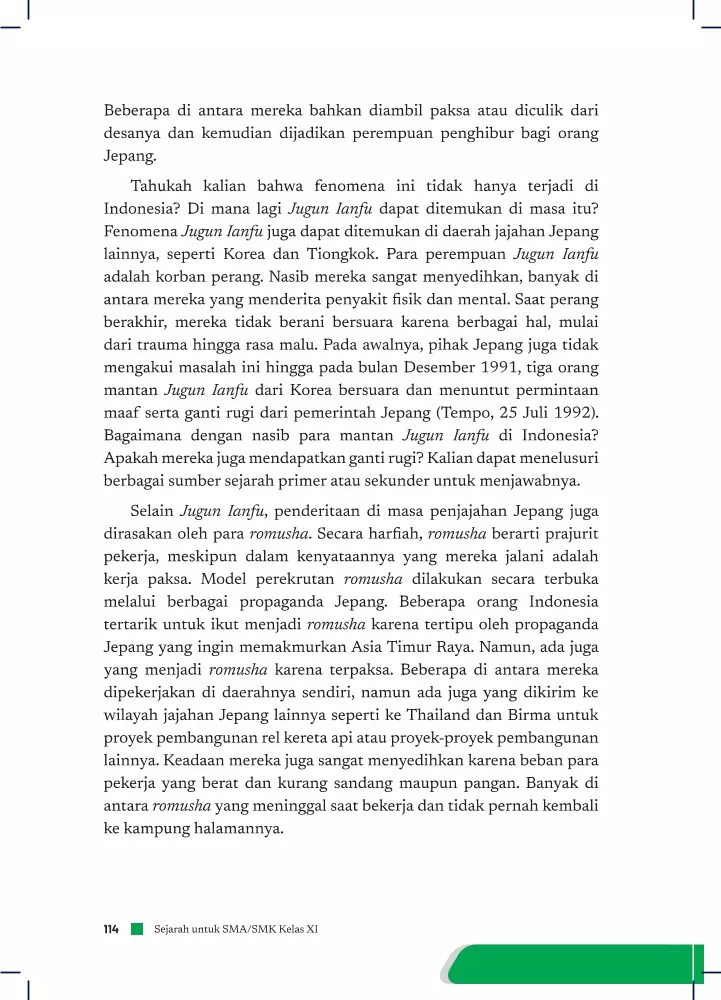 Beberapa di antara mereka bahkan diambil paksa atau diculik dari
desanya dan kemudian dijadikan perempuan penghibur bagi orang
Jepang.
Tahukah kalian bahwa fenomena ini tidak hanya terjadi di
Indonesia? Di mana lagi Jugun Ianfu dapat ditemukan di masa itu?
Fenomena Jugun Ianfu juga dapat ditemukan di daerah jajahan Jepang
lainnya, seperti Korea dan Tiongkok. Para perempuan Jugun Ianfu
adalah korban perang. Nasib mereka sangat menyedihkan, banyak di
antara mereka yang menderita penyakit fisik dan mental. Saat perang
berakhir, mereka tidak berani bersuara karena berbagai hal, mulai
dari trauma hingga rasa malu. Pada awalnya, pihak Jepang juga tidak
mengakui masalah ini hingga pada bulan Desember 1991, tiga orang
mantan Jugun Ianfu dari Korea bersuara dan menuntut permintaan
maaf serta ganti rugi dari pemerintah Jepang (Tempo, 25 Juli 1992).
Bagaimana dengan nasib para mantan Jugun Ianfu di Indonesia?
Apakah mereka juga mendapatkan ganti rugi? Kalian dapat menelusuri
berbagai sumber sejarah primer atau sekunder untuk menjawabnya.
Selain Jugun Ianfu, penderitaan di masa penjajahan Jepang juga
dirasakan oleh para romusha. Secara harfiah, romusha berarti prajurit
pekerja, meskipun dalam kenyataannya yang mereka jalani adalah
kerja paksa. Model perekrutan romusha dilakukan secara terbuka
melalui berbagai propaganda Jepang. Beberapa orang Indonesia
tertarik untuk ikut menjadi romusha karena tertipu oleh propaganda
Jepang yang ingin memakmurkan Asia Timur Raya. Namun, ada juga
yang menjadi romusha karena terpaksa. Beberapa di antara mereka
dipekerjakan di daerahnya sendiri, namun ada juga yang dikirim ke
wilayah jajahan Jepang lainnya seperti ke Thailand dan Birma untuk
proyek pembangunan rel kereta api atau proyek-proyek pembangunan
lainnya. Keadaan mereka juga sangat menyedihkan karena beban para
pekerja yang berat dan kurang sandang maupun pangan. Banyak di
antara romusha yang meninggal saat bekerja dan tidak pernah kembali
ke kampung halamannya.
114 Sejarah untuk SMA/SMK Kelas XI